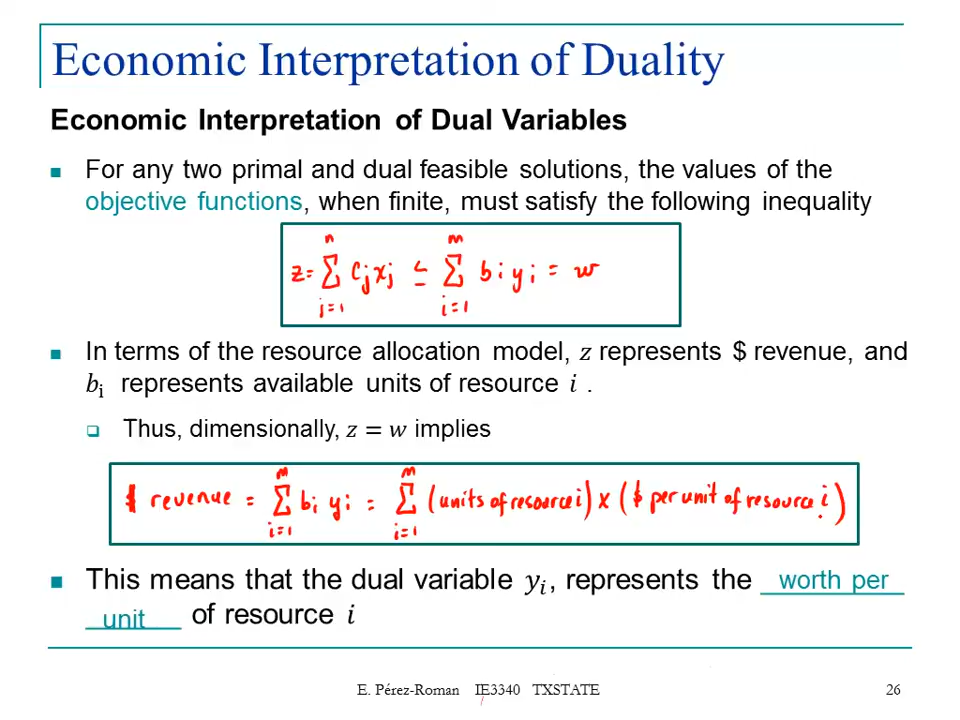 Economic Interpretation of Duality
Economic Interpretation of Dual Variables
For any two primal and dual feasible solutions, the values of the
objective functions, when finite, must satisfy the following inequality
z = ∑_{j=1}^{n} c_j x_j ≤ ∑_{i=1}^{m} b_i y_i = w
In terms of the resource allocation model, z represents $ revenue, and
b_i represents available units of resource i .
Thus, dimensionally, z = w implies
$ revenue = ∑_{i=1}^{m} b_i y_i = ∑_{i=1}^{m} (units of resource i) x ($ per unit of resource i)
This means that the dual variable y_i, represents the worth per
unit of resource i
E. Pérez-Roman IE3340 TXSTATE 26